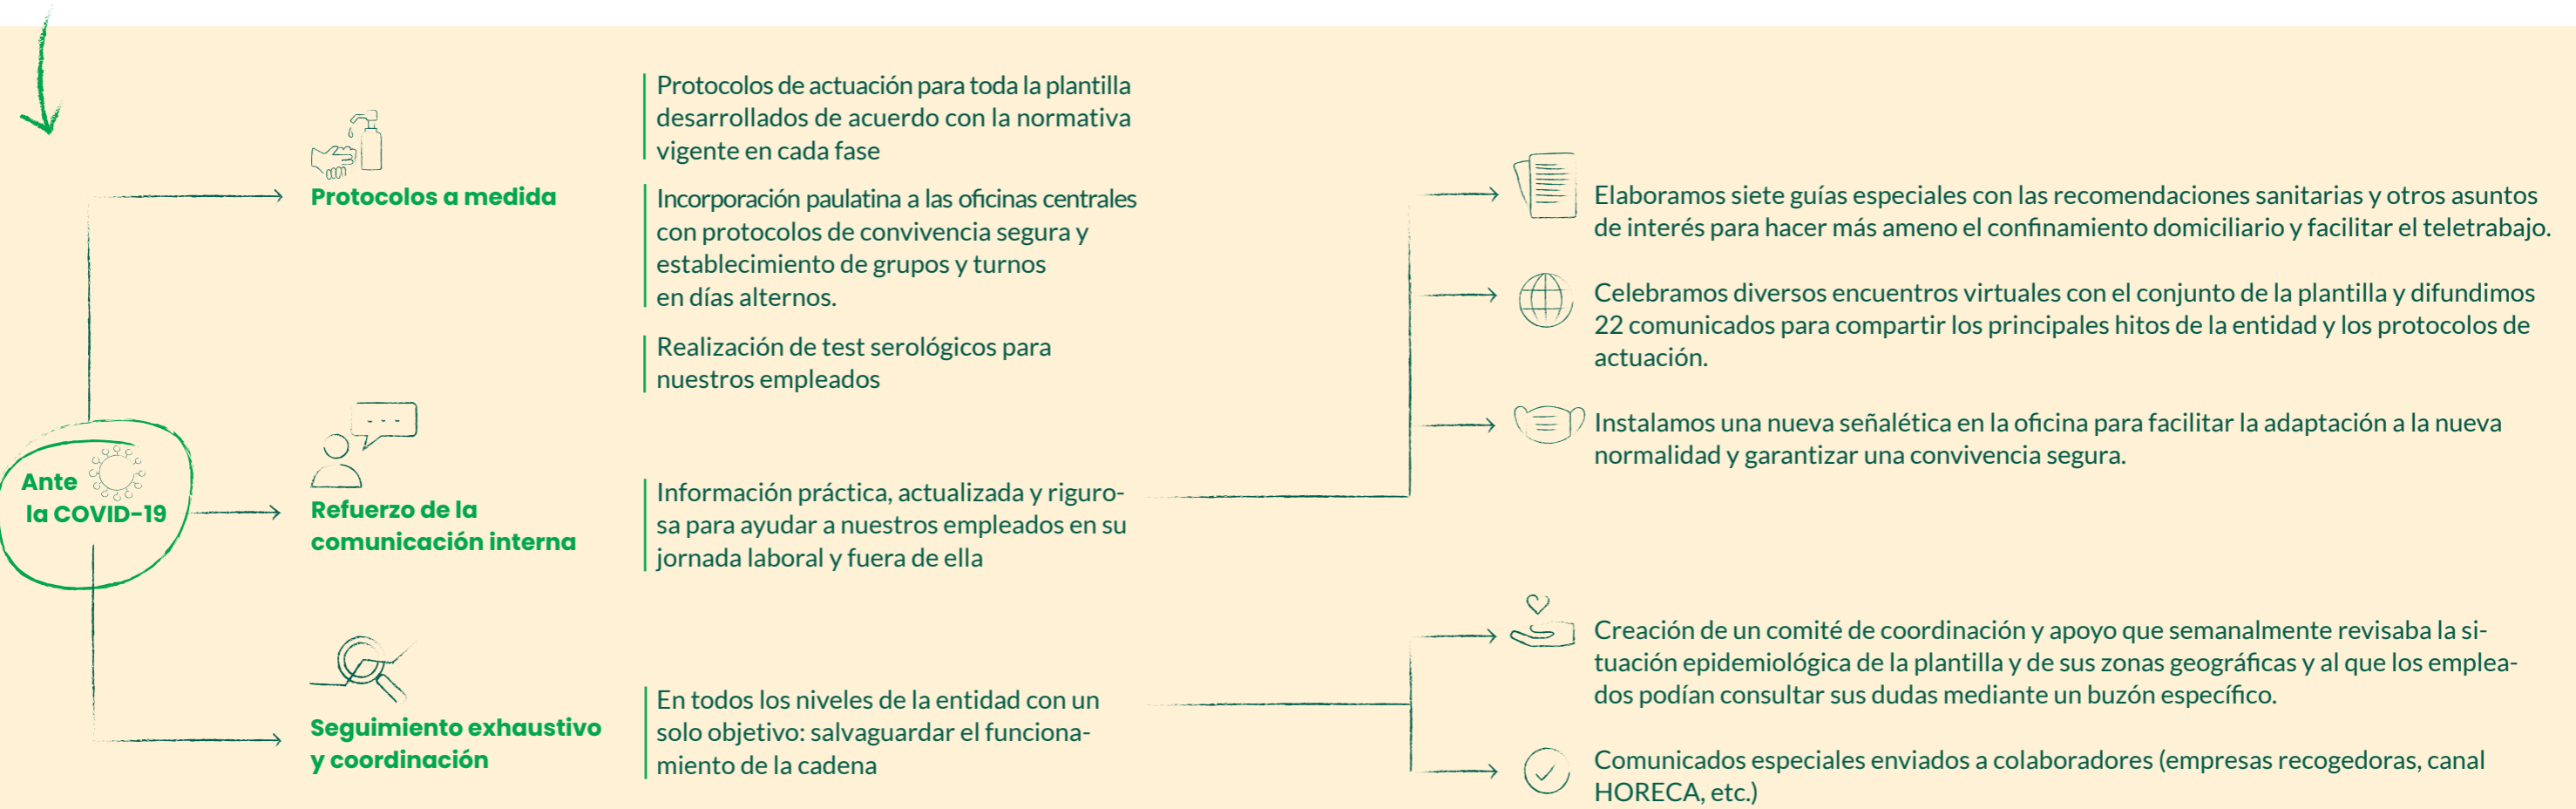 Ante
la COVID-19
Protocolos a medida
Protocolos de actuación para toda la plantilla
desarrollados de acuerdo con la normativa
vigente en cada fase
Incorporación paulatina a las oficinas centrales
con protocolos de convivencia segura y
establecimiento de grupos y turnos
en días alternos.
Realización de test serológicos para
nuestros empleados
Refuerzo de la
comunicación interna
Información práctica, actualizada y riguro-
sa para ayudar a nuestros empleados en su
jornada laboral y fuera de ella
Elaboramos siete guías especiales con las recomendaciones sanitarias y otros asuntos
de interés para hacer más ameno el confinamiento domiciliario y facilitar el teletrabajo.
Celebramos diversos encuentros virtuales con el conjunto de la plantilla y difundimos
22 comunicados para compartir los principales hitos de la entidad y los protocolos de
actuación.
Instalamos una nueva señalética en la oficina para facilitar la adaptación a la nueva
normalidad y garantizar una convivencia segura.
Seguimiento exhaustivo
y coordinación
En todos los niveles de la entidad con un
solo objetivo: salvaguardar el funciona-
miento de la cadena
Creación de un comité de coordinación y apoyo que semanalmente revisaba la si-
tuación epidemiológica de la plantilla y de sus zonas geográficas y al que los emplea-
dos podían consultar sus dudas mediante un buzón específico.
Comunicados especiales enviados a colaboradores (empresas recogedoras, canal
HORECA, etc.)